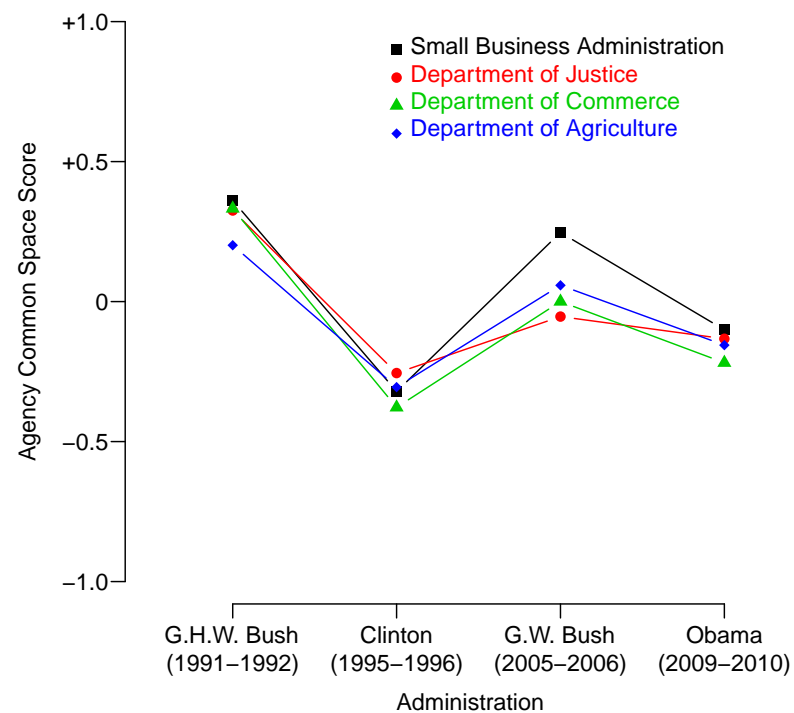 +1.0
+0.5
0
−0.5
−1.0
Agency Common Space Score
Small Business Administration
Department of Justice
Department of Commerce
Department of Agriculture
G.H.W. Bush
(1991−1992)
Clinton
(1995−1996)
G.W. Bush
(2005−2006)
Obama
(2009−2010)
Administration